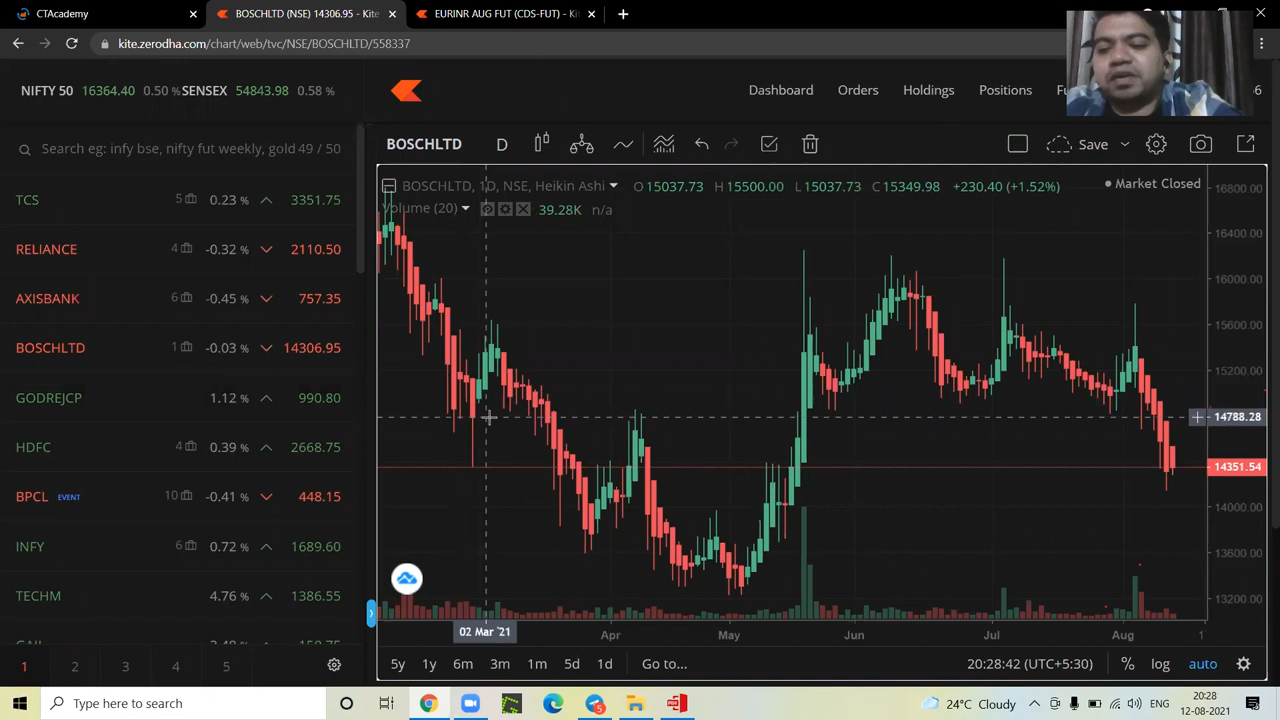 CTAcademy
BOSCHLTD (NSE) 14306.95 - Kite
EURINR AUG FUT (CDS-FUT) - Kit
kite.zerodha.com/chart/web/tvc/NSE/BOSCHLTD/558337
NIFTY 50 16364.40 0.50 % SENSEX 54843.98 0.58 %
Dashboard Orders Holdings Positions Fu 6
Search eg: infy bse, nifty fut weekly, gold 49 / 50
BOSCHLTD D Save
BOSCHLTD, 1D, NSE, Heikin Ashi O 15037.73 H 15500.00 L 15037.73 C 15349.98 +230.40 (+1.52%) Market Closed
Volume (20) 39.28K n/a
TCS 5 0.23 % 3351.75
RELIANCE 4 -0.32 % 2110.50
AXISBANK 6 -0.45 % 757.35
BOSCHLTD 1 -0.03 % 14306.95
GODREJCP 1.12 % 990.80
HDFC 4 0.39 % 2668.75
BPCL EVENT 10 -0.41 % 448.15
INFY 6 0.72 % 1689.60
TECHM 4.76 % 1386.55
16800.00
16400.00
16000.00
15600.00
15200.00
14788.28
14351.54
14000.00
13600.00
13200.00
02 Mar '21 Apr May Jun Jul Aug 1
1 2 3 4 5
5y 1y 6m 3m 1m 5d 1d Go to... 20:28:42 (UTC+5:30) % log auto
Type here to search
5
24°C Cloudy
20:28
12-08-2021